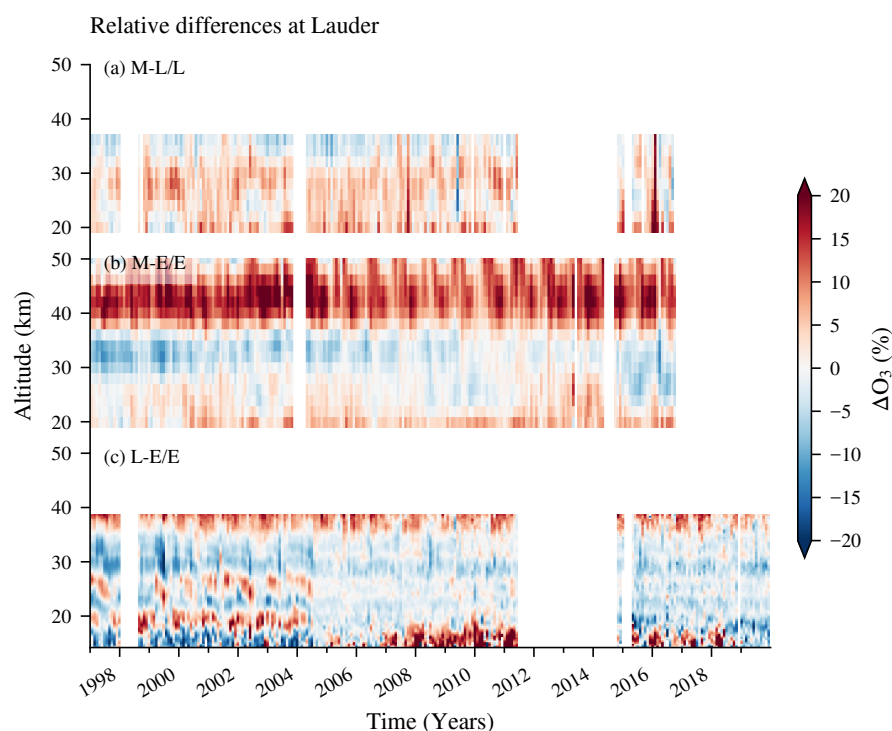 Relative differences at Lauder
50
(a) M-L/L
40
30
20
50
(b) M-E/E
40
30
20
50
(c) L-E/E
40
30
20
Altitude (km)
1998 2000 2002 2004 2006 2008 2010 2012 2014 2016 2018
Time (Years)
20
15
10
5
0
−5
−10
−15
−20
ΔO₃ (%)